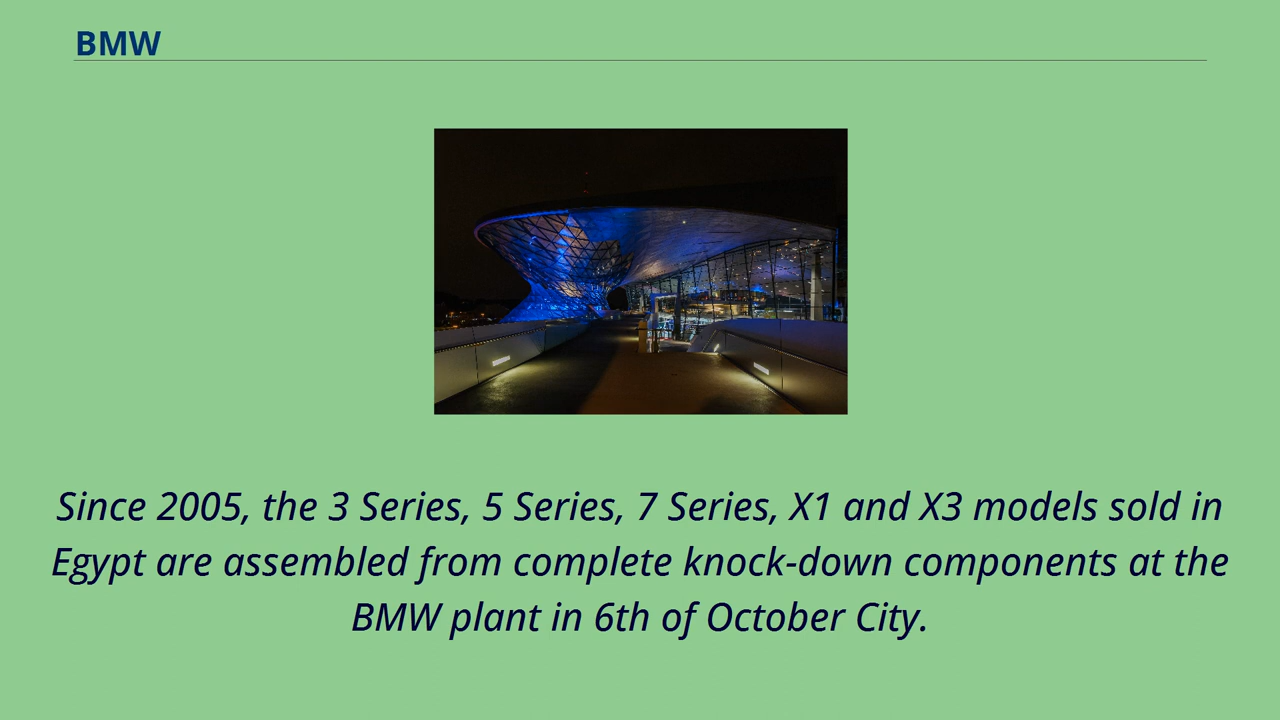 BMW
Since 2005, the 3 Series, 5 Series, 7 Series, X1 and X3 models sold in
Egypt are assembled from complete knock-down components at the
BMW plant in 6th of October City.